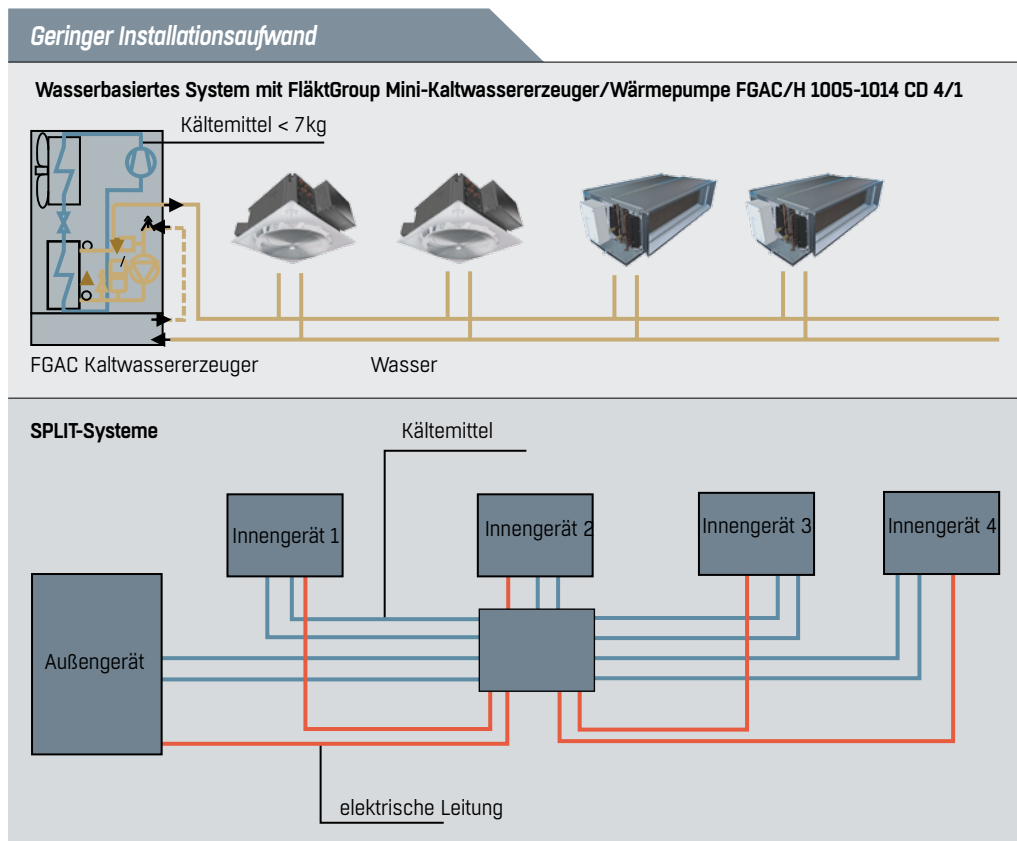 Geringer Installationsaufwand
Wasserbasiertes System mit FläktGroup Mini-Kaltwassererzeuger/Wärmepumpe FGAC/H 1005-1014 CD 4/1
Kältemittel < 7kg
FGAC Kaltwassererzeuger
Wasser
SPLIT-Systeme
Kältemittel
Innengerät 1
Innengerät 2
Innengerät 3
Innengerät 4
Außengerät
elektrische Leitung